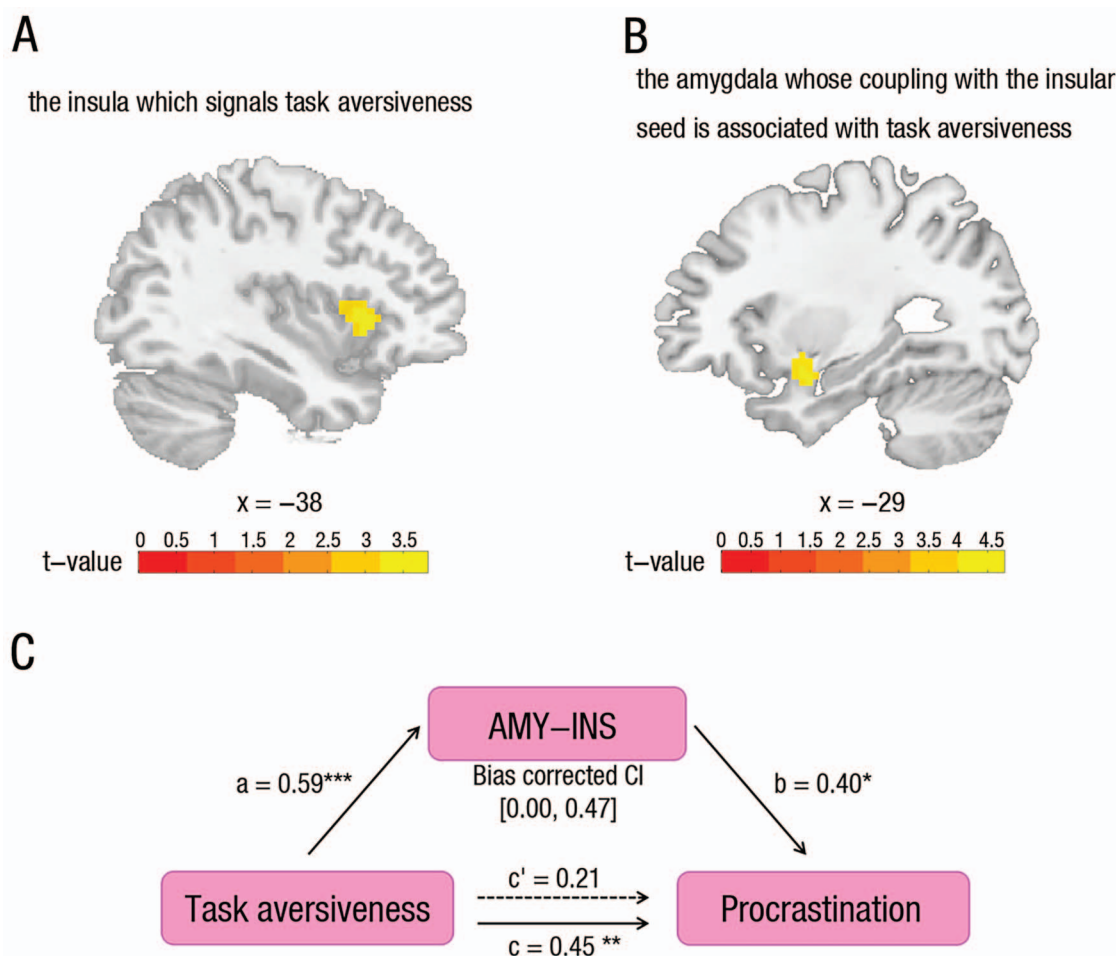 A
the insula which signals task aversiveness
x = −38
0 0.5 1 1.5 2 2.5 3 3.5
t−value
B
the amygdala whose coupling with the insular
seed is associated with task aversiveness
x = −29
0 0.5 1 1.5 2 2.5 3 3.5 4 4.5
t−value
C
AMY−INS
Bias corrected CI
[0.00, 0.47]
a = 0.59***
b = 0.40*
Task aversiveness
c' = 0.21
c = 0.45 **
Procrastination